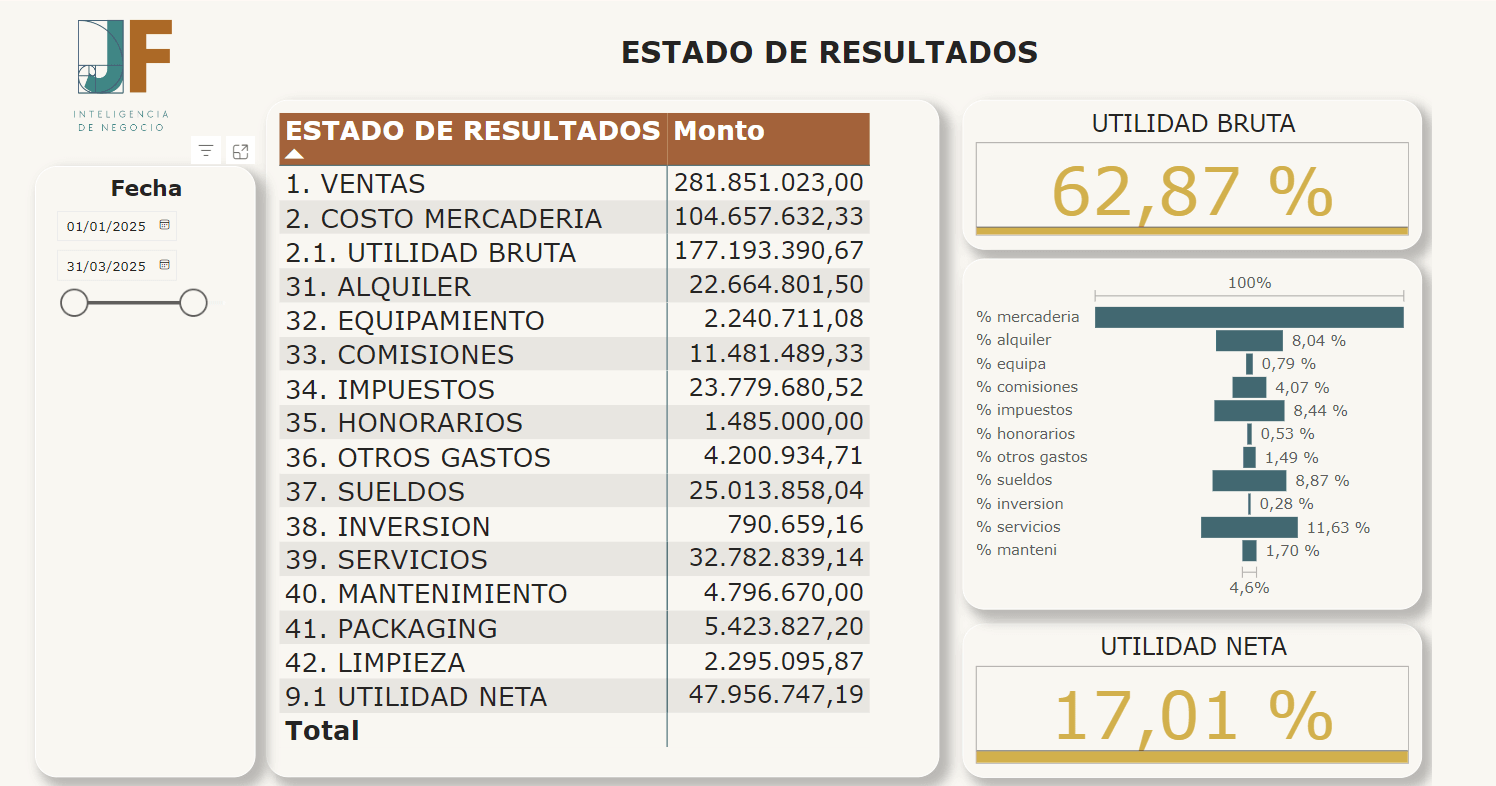 JF
INTELIGENCIA
DE NEGOCIO
ESTADO DE RESULTADOS
Fecha
01/01/2025
31/03/2025
ESTADO DE RESULTADOS Monto
1. VENTAS 281.851.023,00
2. COSTO MERCADERIA 104.657.632,33
2.1. UTILIDAD BRUTA 177.193.390,67
31. ALQUILER 22.664.801,50
32. EQUIPAMIENTO 2.240.711,08
33. COMISIONES 11.481.489,33
34. IMPUESTOS 23.779.680,52
35. HONORARIOS 1.485.000,00
36. OTROS GASTOS 4.200.934,71
37. SUELDOS 25.013.858,04
38. INVERSION 790.659,16
39. SERVICIOS 32.782.839,14
40. MANTENIMIENTO 4.796.670,00
41. PACKAGING 5.423.827,20
42. LIMPIEZA 2.295.095,87
9.1 UTILIDAD NETA 47.956.747,19
Total
UTILIDAD BRUTA
62,87 %
100%
% mercaderia
% alquiler 8,04 %
% equipa 0,79 %
% comisiones 4,07 %
% impuestos 8,44 %
% honorarios 0,53 %
% otros gastos 1,49 %
% sueldos 8,87 %
% inversion 0,28 %
% servicios 11,63 %
% manteni 1,70 %
4,6%
UTILIDAD NETA
17,01 %